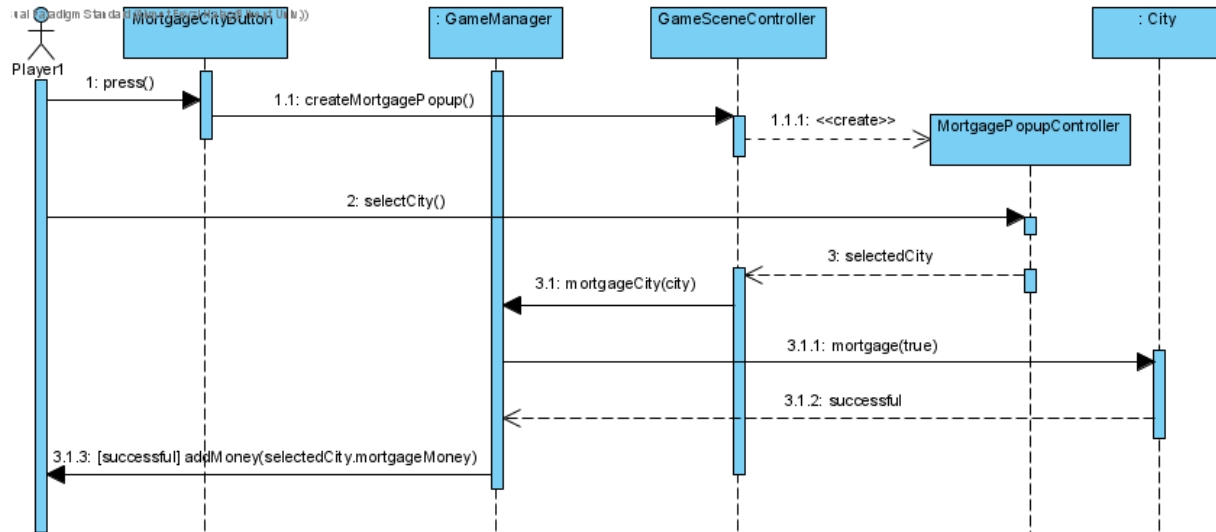 MortgageCityButton
: GameManager
GameSceneController
: City
Player1
1: press()
1.1: createMortgagePopup()
1.1.1: <<create>>
MortgagePopupController
2: selectCity()
3: selectedCity
3.1: mortgageCity(city)
3.1.1: mortgage(true)
3.1.2: successful
3.1.3: [successful] addMoney(selectedCity.mortgageMoney)